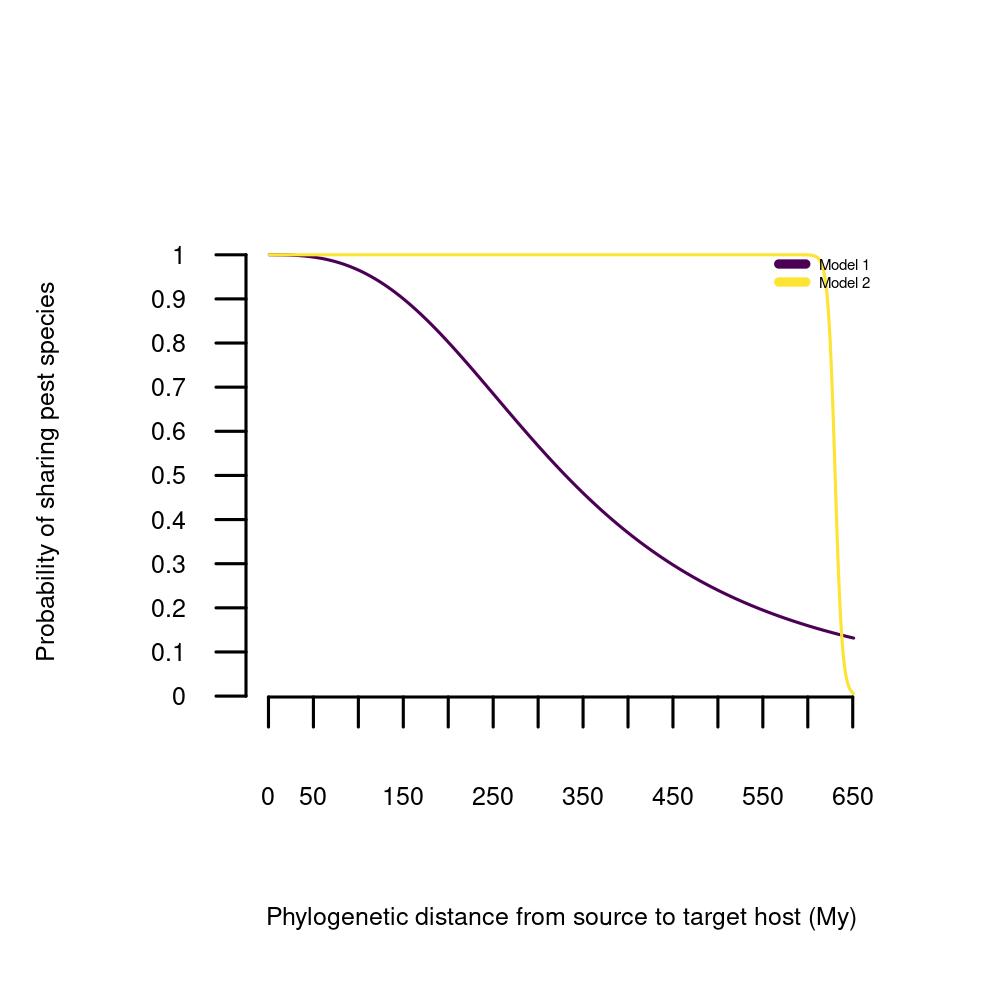 Probability of sharing pest species
1
0.9
0.8
0.7
0.6
0.5
0.4
0.3
0.2
0.1
0
Model 1
Model 2
0 50 150 250 350 450 550 650
Phylogenetic distance from source to target host (My)